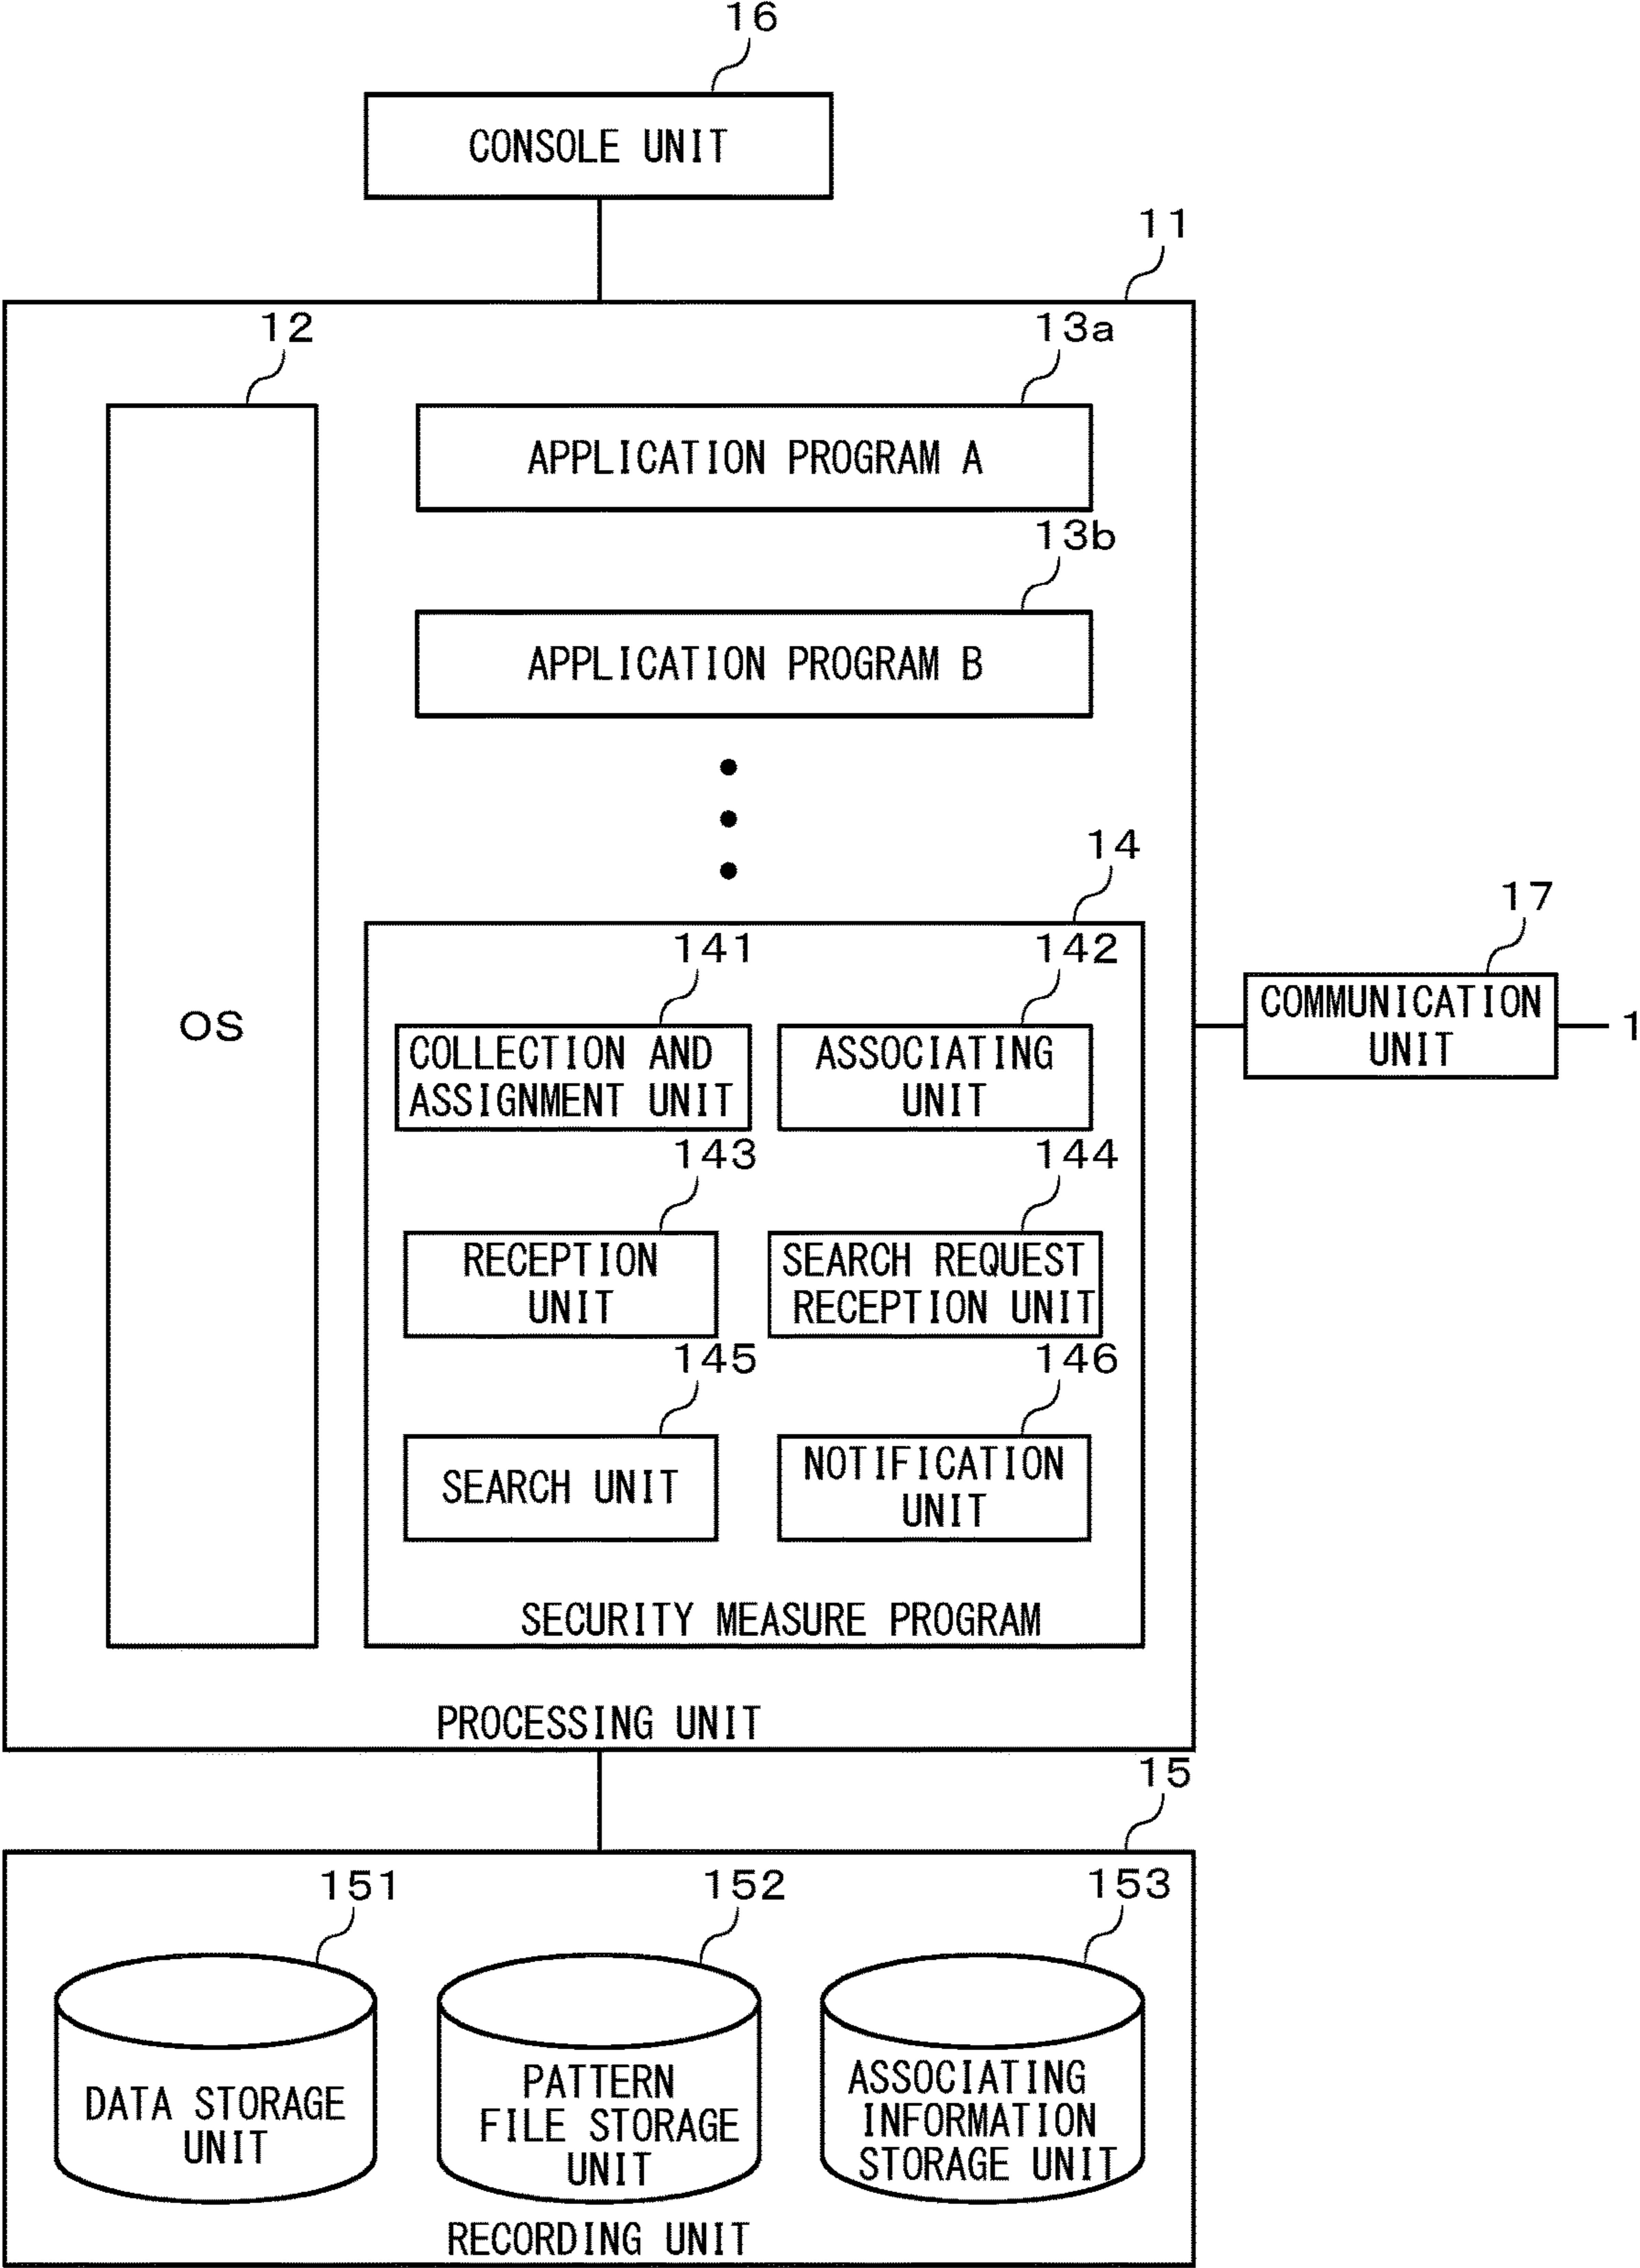 16
CONSOLE UNIT
11
12
13a
APPLICATION PROGRAM A
13b
APPLICATION PROGRAM B
14
17
141
142
OS
COMMUNICATION
UNIT
1
COLLECTION AND
ASSIGNMENT UNIT
ASSOCIATING
UNIT
143
144
RECEPTION
UNIT
SEARCH REQUEST
RECEPTION UNIT
145
146
SEARCH UNIT
NOTIFICATION
UNIT
SECURITY MEASURE PROGRAM
PROCESSING UNIT
15
151
152
153
DATA STORAGE
UNIT
PATTERN
FILE STORAGE
UNIT
ASSOCIATING
INFORMATION
STORAGE UNIT
RECORDING UNIT